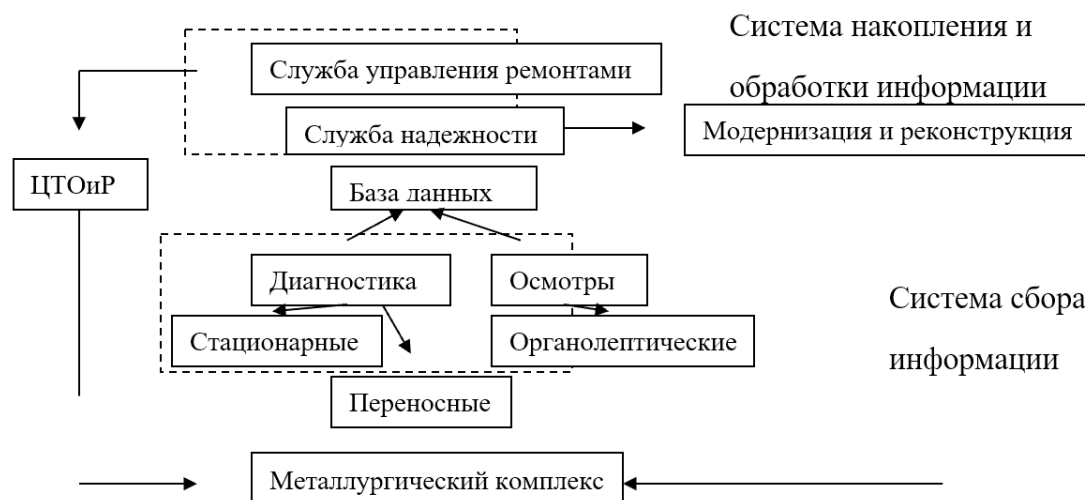 Система накопления и
обработки информации
Служба управления ремонтами
Служба надежности
Модернизация и реконструкция
ЦТОиР
База данных
Диагностика
Осмотры
Система сбора
информации
Стационарные
Органолептические
Переносные
Металлургический комплекс